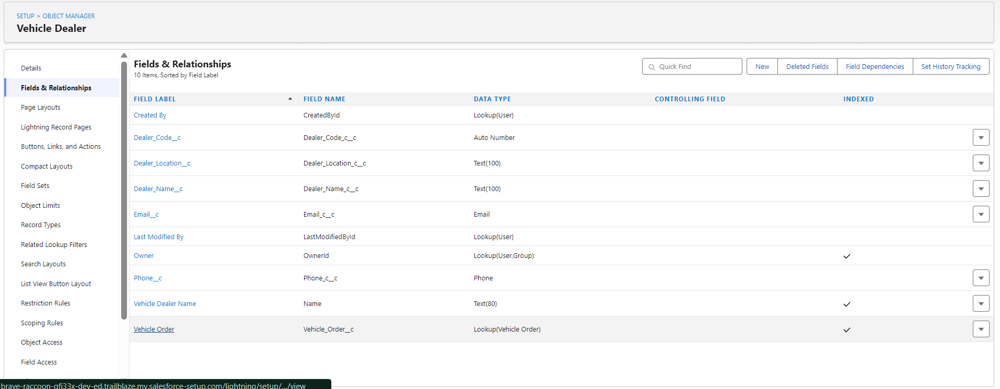 SETUP > OBJECT MANAGER
Vehicle Dealer
Details
Fields & Relationships
Page Layouts
Lightning Record Pages
Buttons, Links, and Actions
Compact Layouts
Field Sets
Object Limits
Record Types
Related Lookup Filters
Search Layouts
List View Button Layout
Restriction Rules
Scoping Rules
Object Access
Field Access
Fields & Relationships
10 Items, Sorted by Field Label
Quick Find
New
Deleted Fields
Field Dependencies
Set History Tracking
FIELD LABEL FIELD NAME DATA TYPE CONTROLLING FIELD INDEXED
Created By CreatedById Lookup(User)
Dealer_Code__c Dealer_Code_c__c Auto Number
Dealer_Location__c Dealer_Location_c__c Text(100)
Dealer_Name__c Dealer_Name_c__c Text(100)
Email__c Email_c__c Email
Last Modified By LastModifiedById Lookup(User)
Owner OwnerId Lookup(User,Group)
Phone__c Phone_c__c Phone
Vehicle Dealer Name Name Text(80)
Vehicle Order Vehicle_Order__c Lookup(Vehicle Order)
brave-raccoon-qfi33x-dev-ed.trailblaze.my.salesforce-setup.com/lightning/setup/.../view